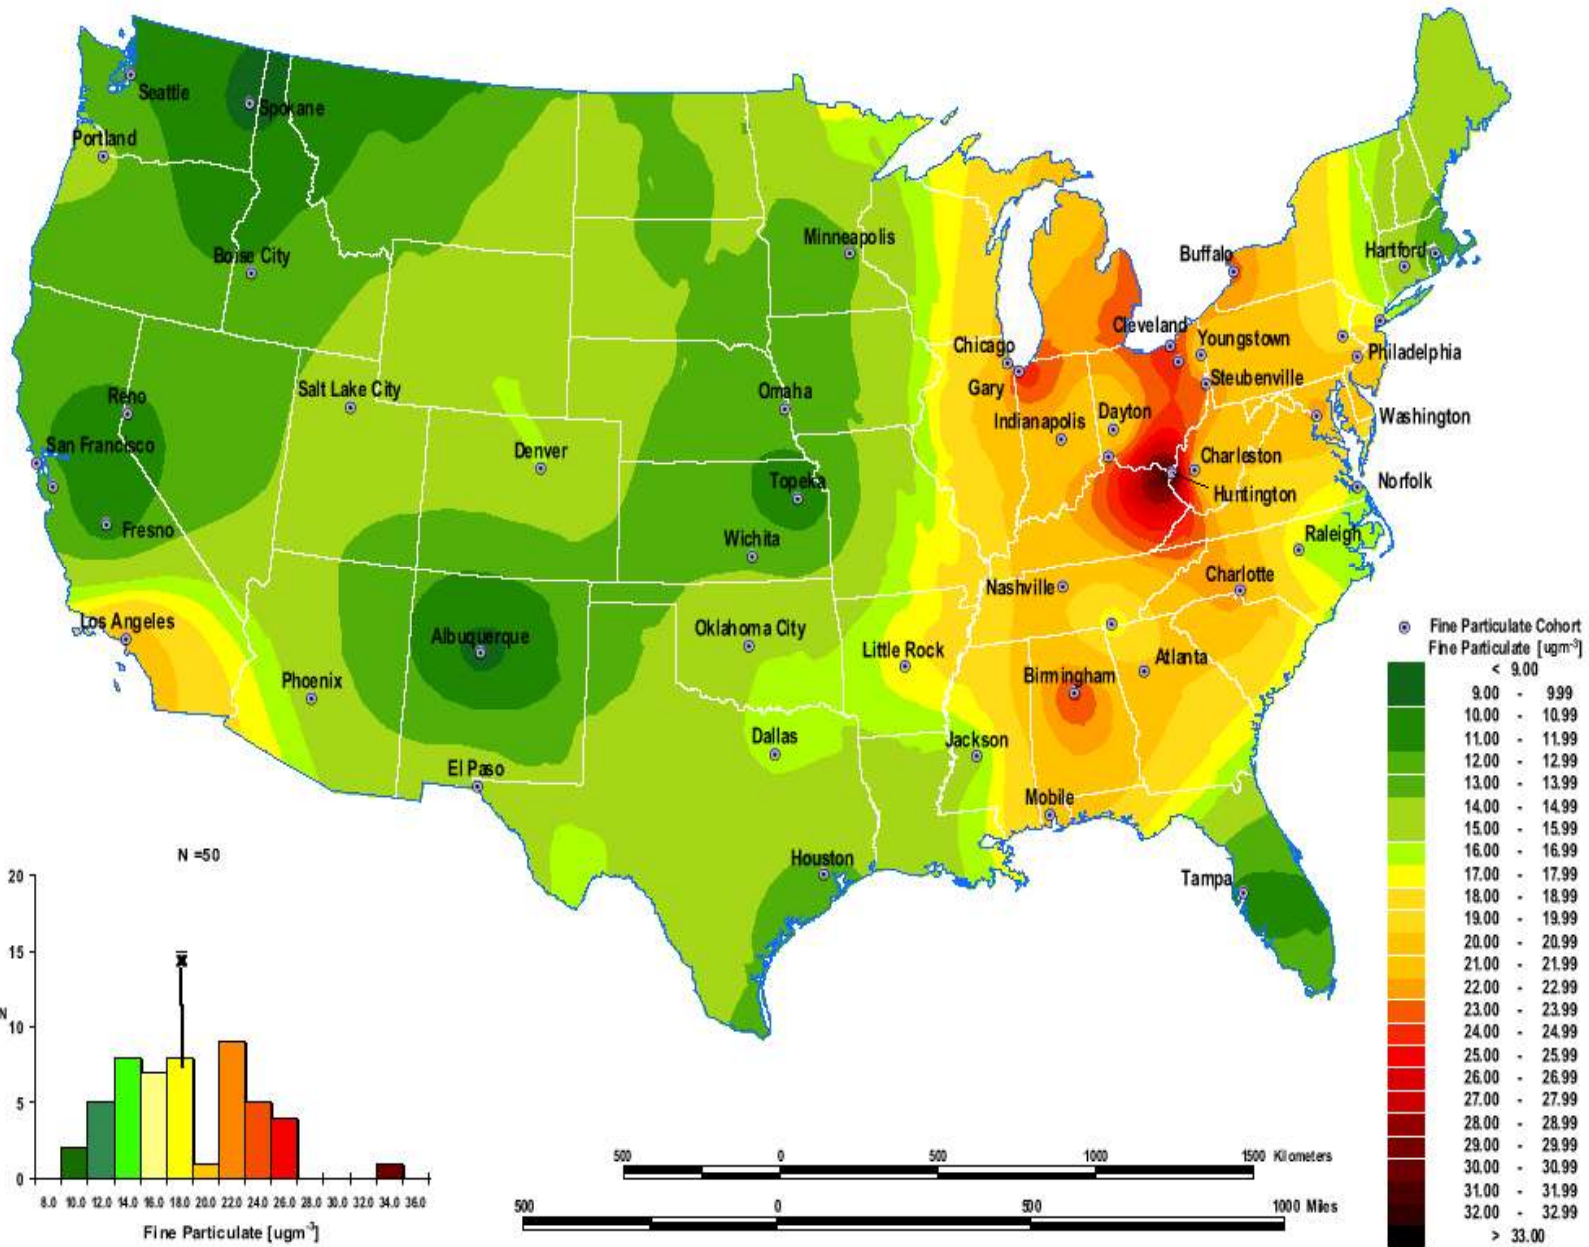 Seattle
Spokane
Portland
Boise City
Minneapolis
Buffalo
Hartford
Cleveland
Youngstown
Chicago
Philadelphia
Gary
Steubenville
Reno
Salt Lake City
Omaha
Indianapolis
Dayton
Washington
San Francisco
Denver
Charleston
Topeka
Huntington
Norfolk
Fresno
Wichita
Raleigh
Nashville
Charlotte
Los Angeles
Albuquerque
Oklahoma City
Little Rock
Atlanta
Phoenix
Birmingham
Dallas
Jackson
El Paso
Mobile
Houston
Tampa
Fine Particulate Cohort
Fine Particulate [ugm-3]
< 9.00
9.00 - 9.99
10.00 - 10.99
11.00 - 11.99
12.00 - 12.99
13.00 - 13.99
14.00 - 14.99
15.00 - 15.99
16.00 - 16.99
17.00 - 17.99
18.00 - 18.99
19.00 - 19.99
20.00 - 20.99
21.00 - 21.99
22.00 - 22.99
23.00 - 23.99
24.00 - 24.99
25.00 - 25.99
26.00 - 26.99
27.00 - 27.99
28.00 - 28.99
29.00 - 29.99
30.00 - 30.99
31.00 - 31.99
32.00 - 32.99
> 33.00
N =50
20
15
x
N
10
5
0
8.0 10.0 12.0 14.0 16.0 18.0 20.0 22.0 24.0 26.0 28.0 30.0 32.0 34.0 36.0
Fine Particulate [ugm-3]
500 0 500 1000 1500 Kilometers
500 0 500 1000 Miles